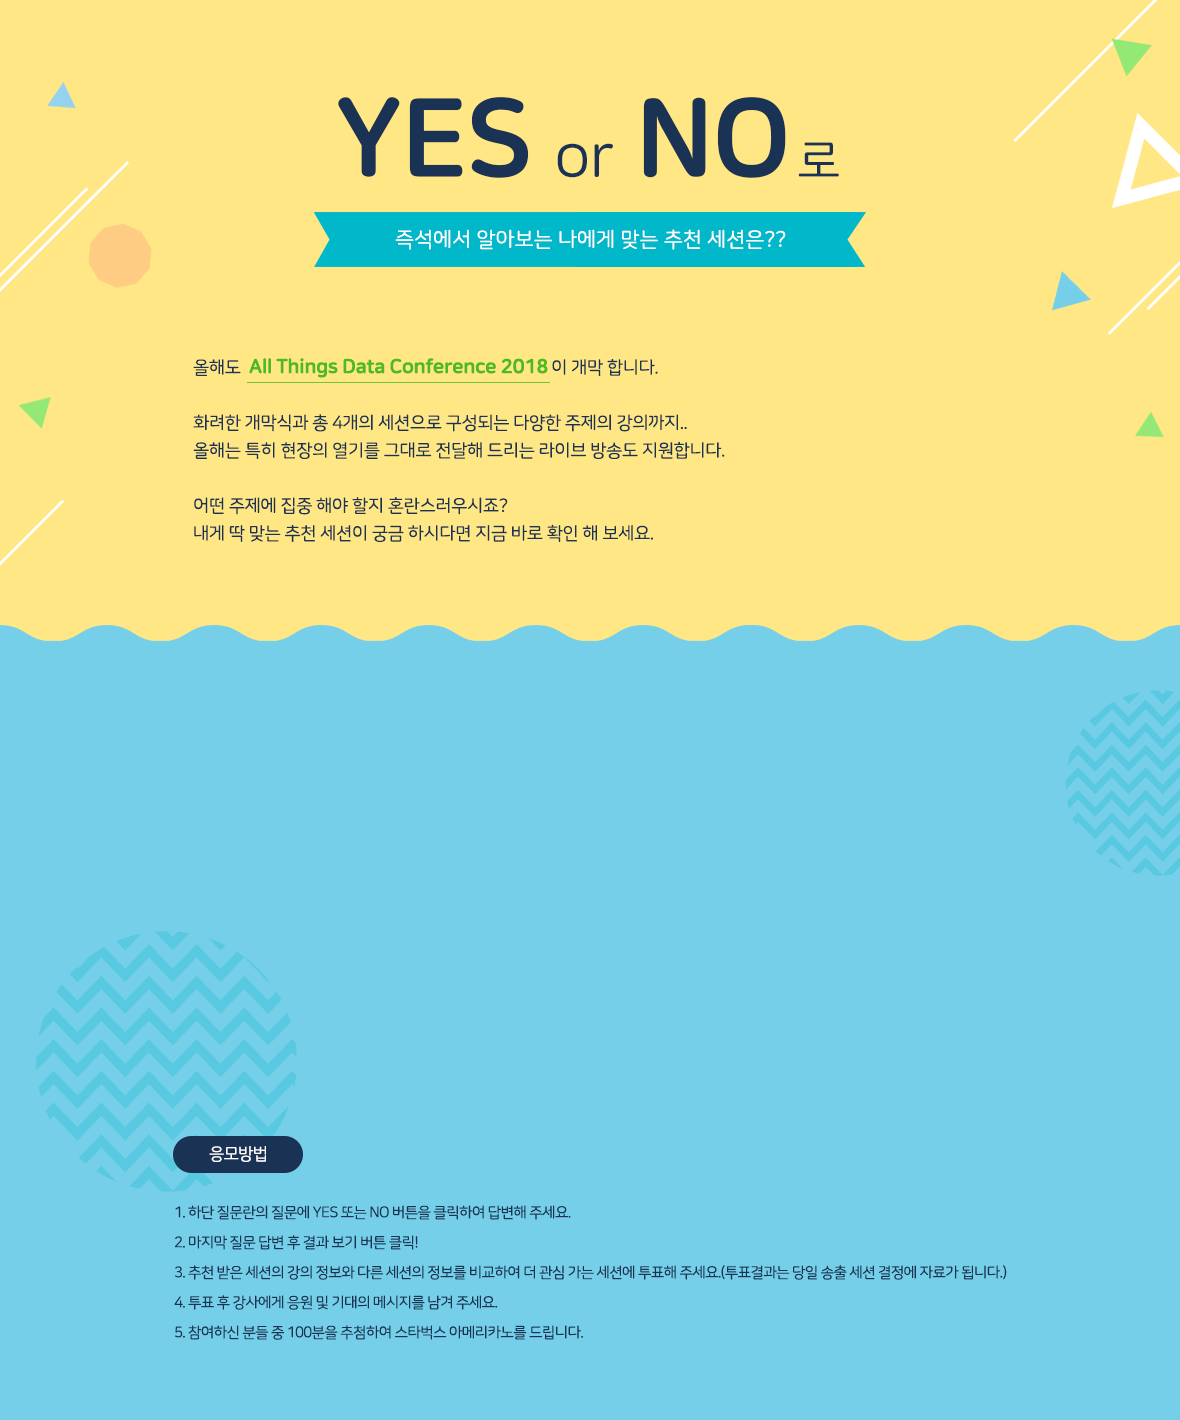 YES or NO 로
즉석에서 알아보는 나에게 맞는 추천 세션은??
올해도 All Things Data Conference 2018 이 개막 합니다.
화려한 개막식과 총 4개의 세션으로 구성되는 다양한 주제의 강의까지..
올해는 특히 현장의 열기를 그대로 전달해 드리는 라이브 방송도 지원합니다.
어떤 주제에 집중 해야 할지 혼란스러우시죠?
내게 딱 맞는 추천 세션이 궁금 하시다면 지금 바로 확인 해 보세요.
응모방법
1. 하단 질문란의 질문에 YES 또는 NO 버튼을 클릭하여 답변해 주세요.
2. 마지막 질문 답변 후 결과 보기 버튼 클릭!
3. 추천 받은 세션의 강의 정보와 다른 세션의 정보를 비교하여 더 관심 가는 세션에 투표해 주세요.(투표결과는 당일 송출 세션 결정에 자료가 됩니다.)
4. 투표 후 강사에게 응원 및 기대의 메시지를 남겨 주세요.
5. 참여하신 분들 중 100분을 추첨하여 스타벅스 아메리카노를 드립니다.